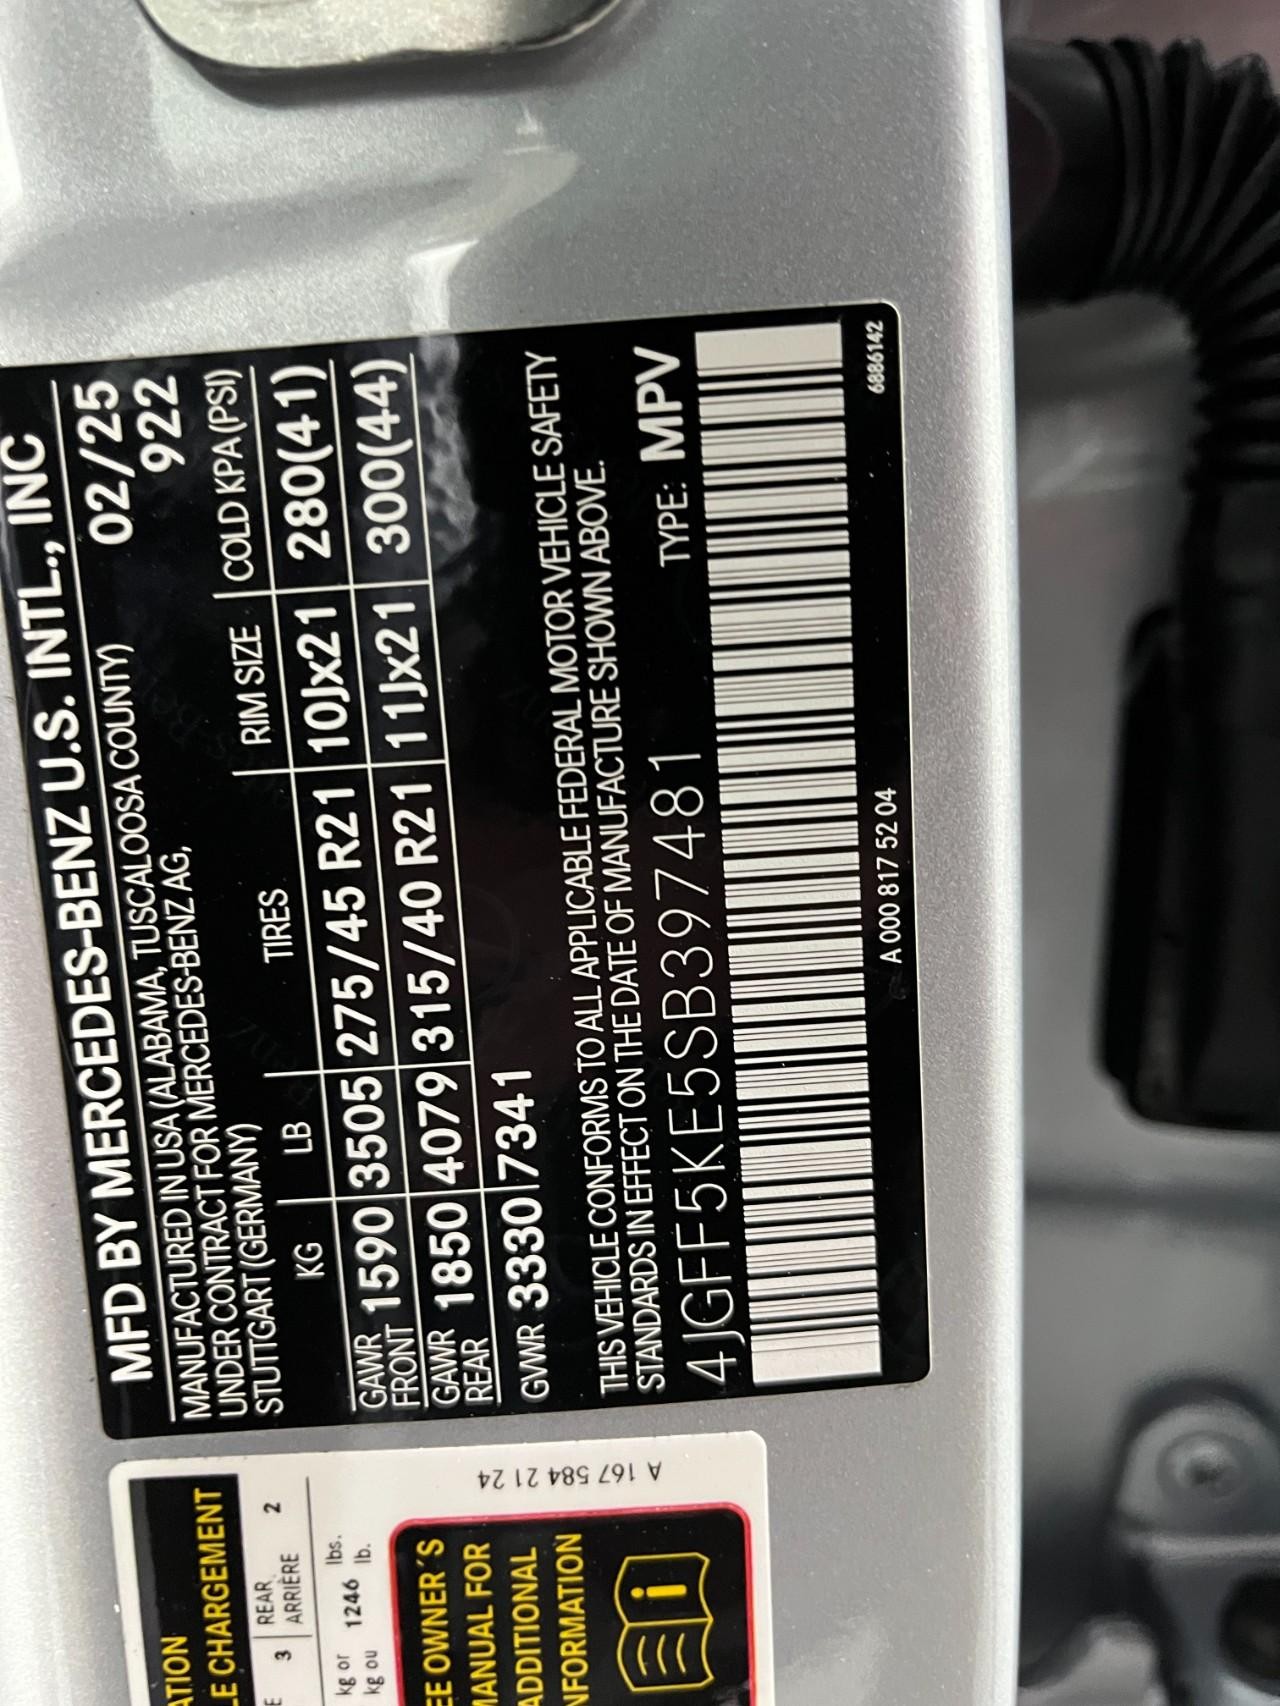 MFD BY MERCEDES-BENZ U.S. INTL., INC
MANUFACTURED IN USA (ALABAMA, TUSCALOOSA COUNTY) 02/25
UNDER CONTRACT FOR MERCEDES-BENZ AG, 922
STUTTGART (GERMANY)
KG LB TIRES RIM SIZE COLD KPA (PSI)
GAWR FRONT 1590 3505 275/45 R21 10Jx21 280(41)
GAWR REAR 1850 4079 315/40 R21 11Jx21 300(44)
GVWR 3330 7341
THIS VEHICLE CONFORMS TO ALL APPLICABLE FEDERAL MOTOR VEHICLE SAFETY
STANDARDS IN EFFECT ON THE DATE OF MANUFACTURE SHOWN ABOVE.
4JGFF5KE5SB397481 TYPE: MPV
A 000 817 52 04 6886142
CHARGEMENT
3 REAR 2
ARRIÈRE
kg or 1246 lbs.
kg ou lb.
A 167 584 21 24
OWNER'S
MANUAL FOR
ADDITIONAL
i